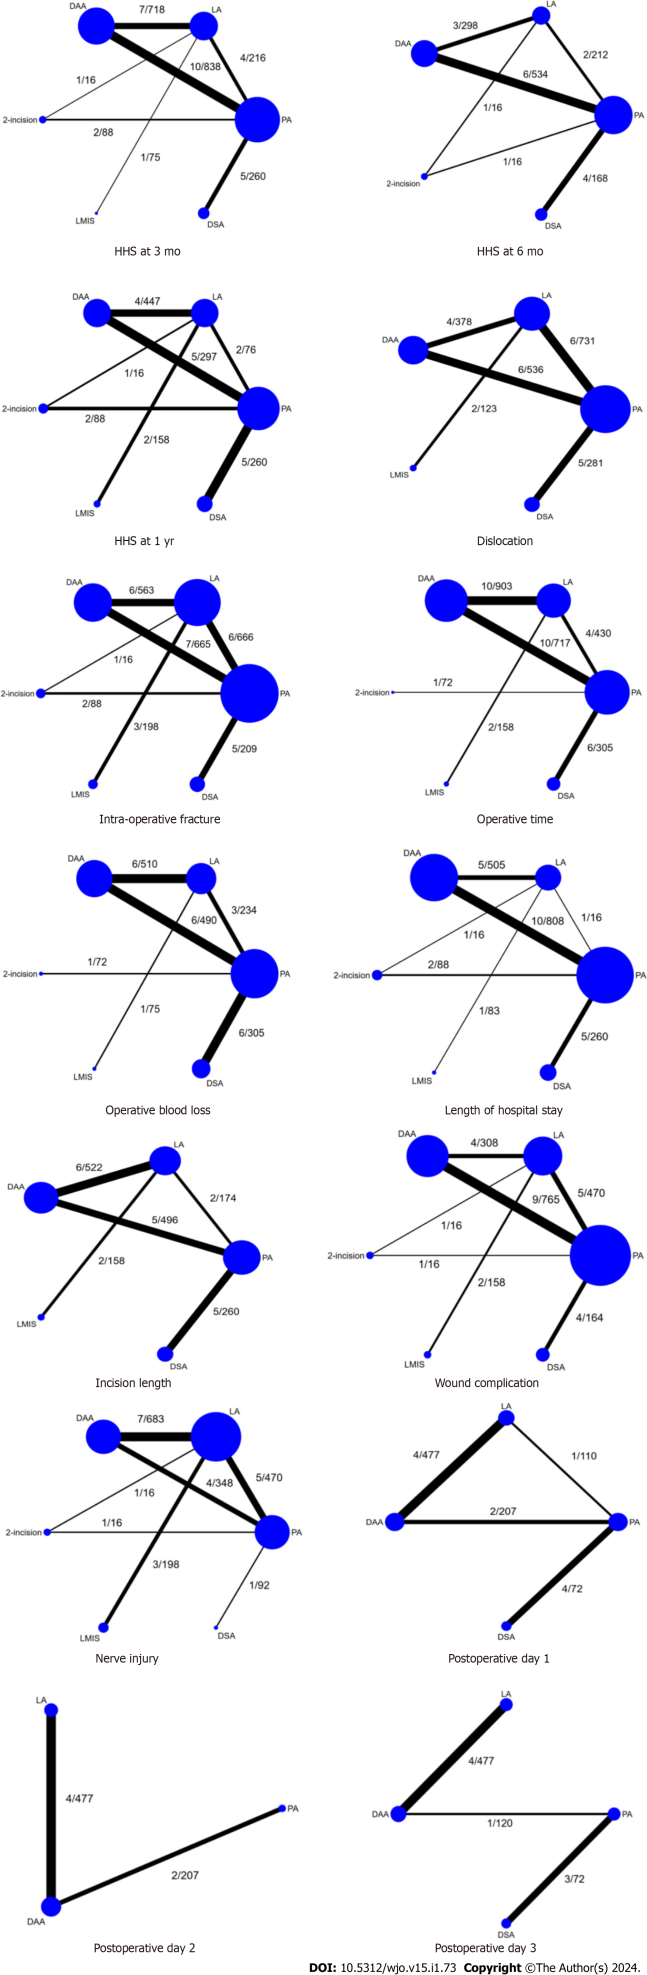 DAA
7/718
LA
4/216
10/838
1/16
2-incision
2/88
PA
1/75
5/260
LMIS
DSA
HHS at 3 mo
LA
3/298
DAA
2/212
6/534
1/16
PA
1/16
2-incision
4/168
DSA
HHS at 6 mo
DAA
4/447
LA
5/297
2/76
1/16
2-incision
2/88
PA
2/158
5/260
LMIS
DSA
HHS at 1 yr
LA
4/378
DAA
6/731
6/536
2/123
PA
LMIS
5/281
DSA
Dislocation
DAA
6/563
LA
7/665
6/666
1/16
2-incision
2/88
PA
3/198
5/209
LMIS
DSA
Intra-operative fracture
DAA
10/903
LA
4/430
10/717
1/72
2-incision
PA
2/158
6/305
LMIS
DSA
Operative time
DAA
6/510
LA
3/234
6/490
1/72
2-incision
PA
1/75
6/305
LMIS
DSA
Operative blood loss
DAA
5/505
LA
10/808
1/16
1/16
2/88
2-incision
PA
1/83
5/260
LMIS
DSA
Length of hospital stay
LA
6/522
DAA
2/174
5/496
2/158
PA
LMIS
5/260
DSA
Incision length
DAA
4/308
LA
9/765
5/470
1/16
2-incision
1/16
PA
2/158
4/164
LMIS
DSA
Wound complication
DAA
7/683
LA
4/348
5/470
1/16
1/16
2-incision
PA
3/198
1/92
LMIS
DSA
Nerve injury
LA
4/477
1/110
2/207
DAA
PA
4/72
DSA
Postoperative day 1
LA
4/477
PA
2/207
DAA
Postoperative day 2
LA
4/477
DAA
PA
1/120
3/72
DSA
Postoperative day 3
DOI: 10.5312/wjo.v15.i1.73 Copyright ©The Author(s) 2024.